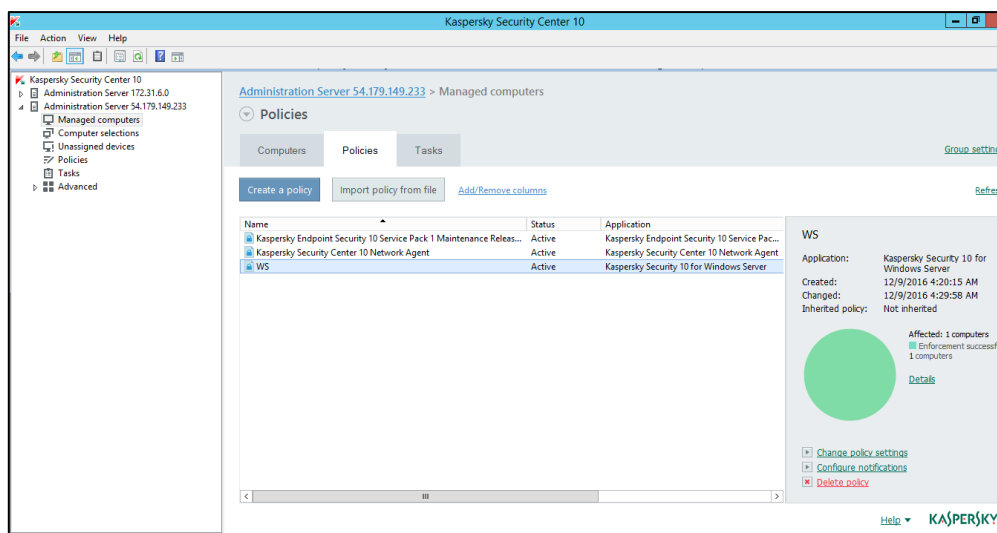 Kaspersky Security Center 10
File Action View Help
Kaspersky Security Center 10
Administration Server 172.31.6.0
Administration Server 54.179.149.233
Managed computers
Computer selections
Unassigned devices
Policies
Tasks
Advanced
Administration Server 54.179.149.233 > Managed computers
Policies
Computers Policies Tasks
Group setting
Create a policy Import policy from file Add/Remove columns
Refres
Name Status Application
Kaspersky Endpoint Security 10 Service Pack 1 Maintenance Releas... Active Kaspersky Endpoint Security 10 Service Pac...
Kaspersky Security Center 10 Network Agent Active Kaspersky Security Center 10 Network Agent
WS Active Kaspersky Security 10 for Windows Server
WS
Application: Kaspersky Security 10 for
Windows Server
Created: 12/9/2016 4:20:15 AM
Changed: 12/9/2016 4:29:58 AM
Inherited policy: Not inherited
Affected: 1 computers
Enforcement successf
1 computers
Details
Change policy settings
Configure notifications
Delete policy
Help
KASPERSKY